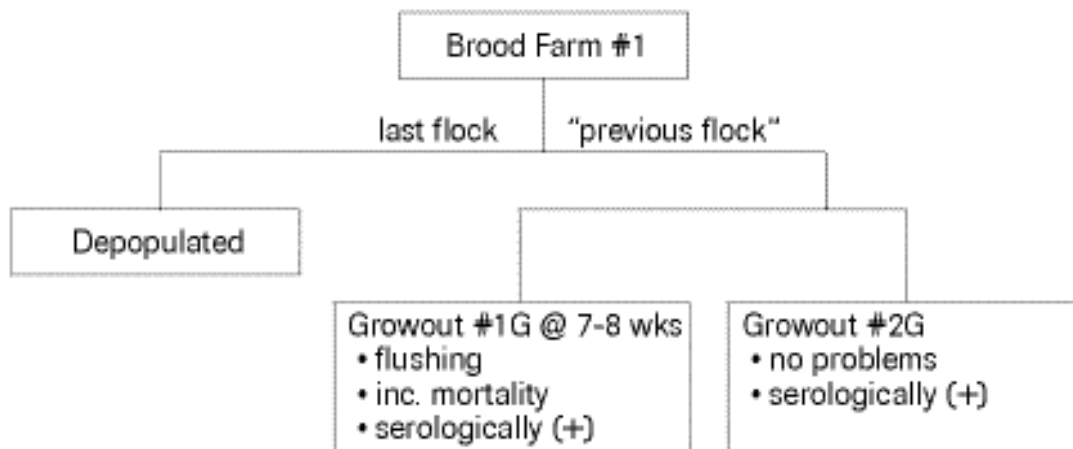 Brood Farm #1
last flock
“previous flock”
Depopulated
Growout #1G @ 7-8 wks
• flushing
• inc. mortality
• serologically (+)
Growout #2G
• no problems
• serologically (+)